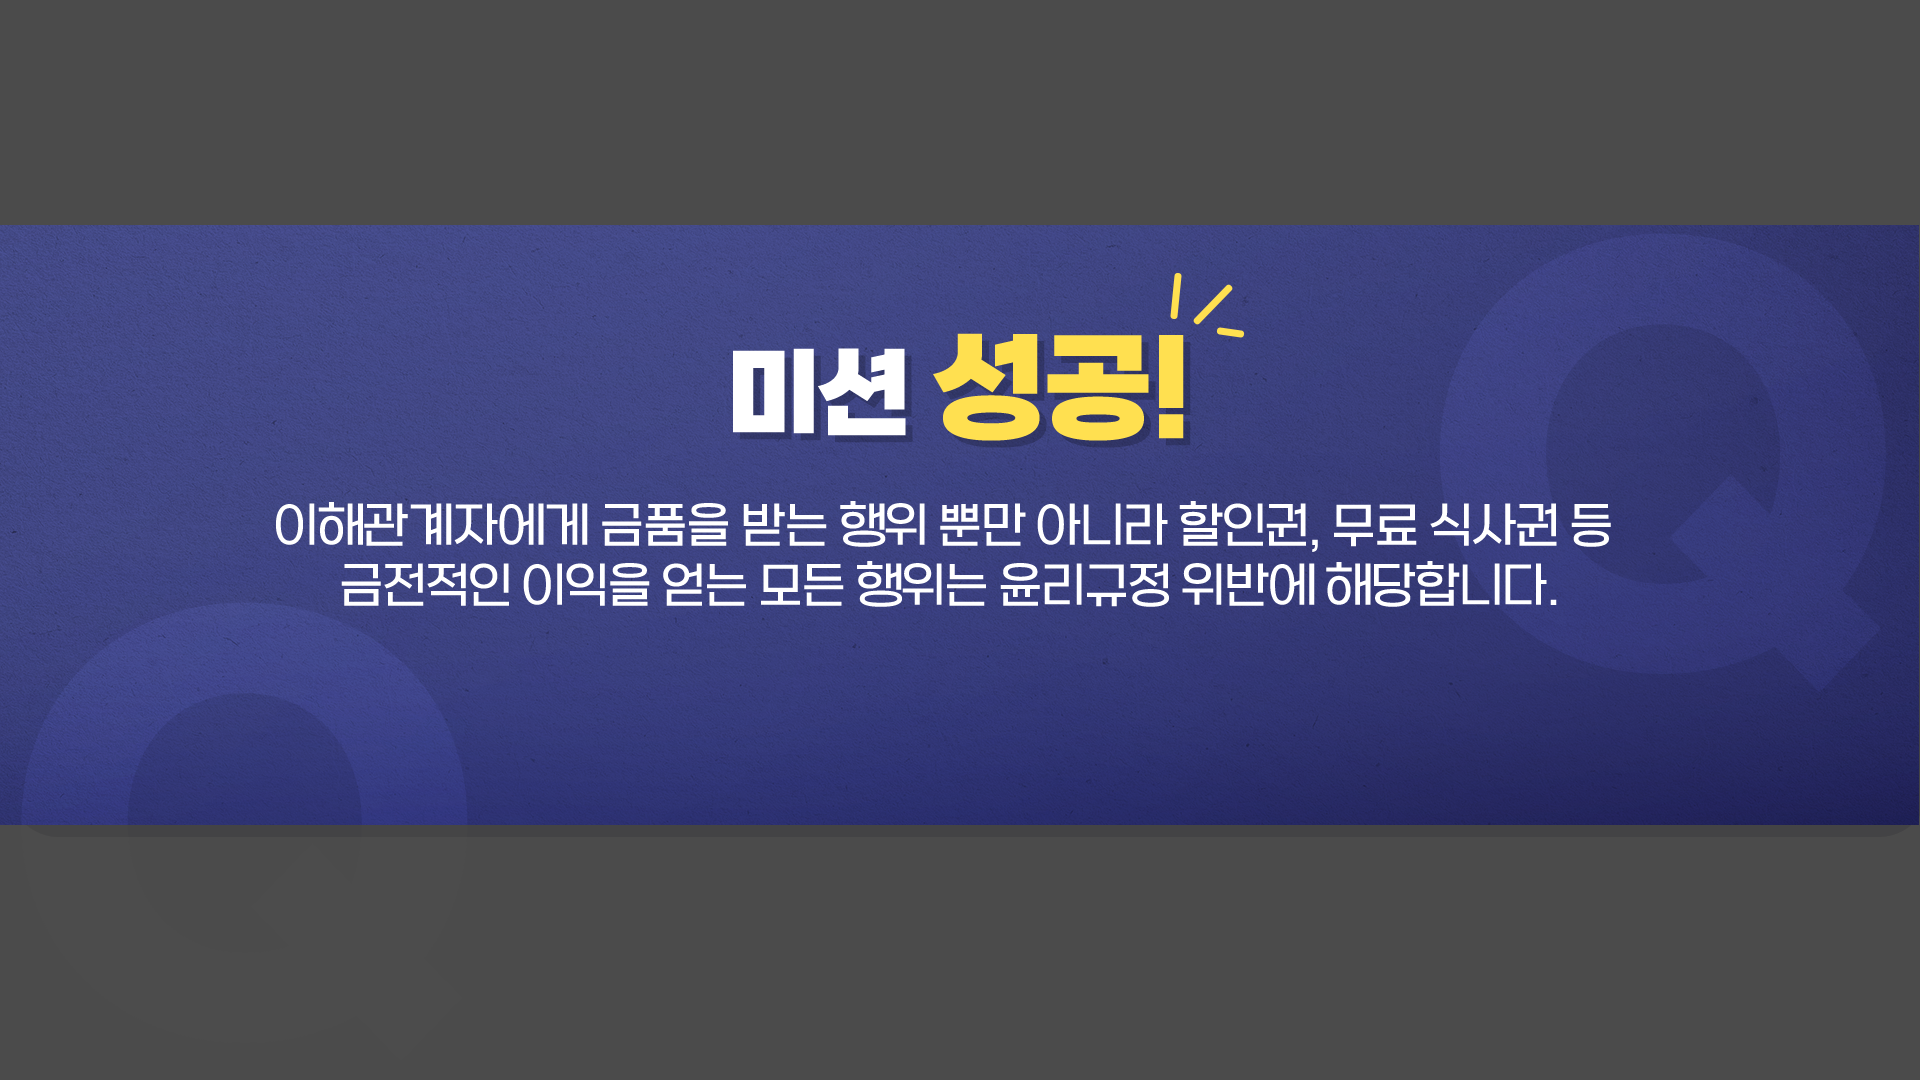 미션 성공!
이해관계자에게 금품을 받는 행위 뿐만 아니라 할인권, 무료 식사권 등
금전적인 이익을 얻는 모든 행위는 윤리규정 위반에 해당합니다.